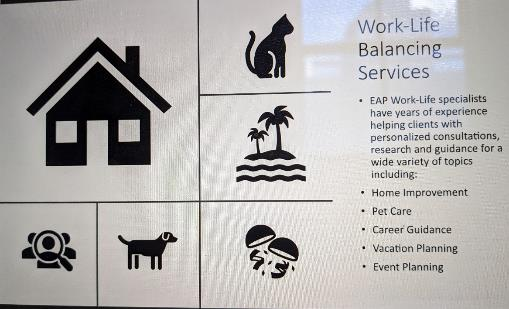 Work-Life
Balancing
Services
• EAP Work-Life specialists
have years of experience
helping clients with
personalized consultations,
research and guidance for a
wide variety of topics
including:
• Home Improvement
• Pet Care
• Career Guidance
• Vacation Planning
• Event Planning